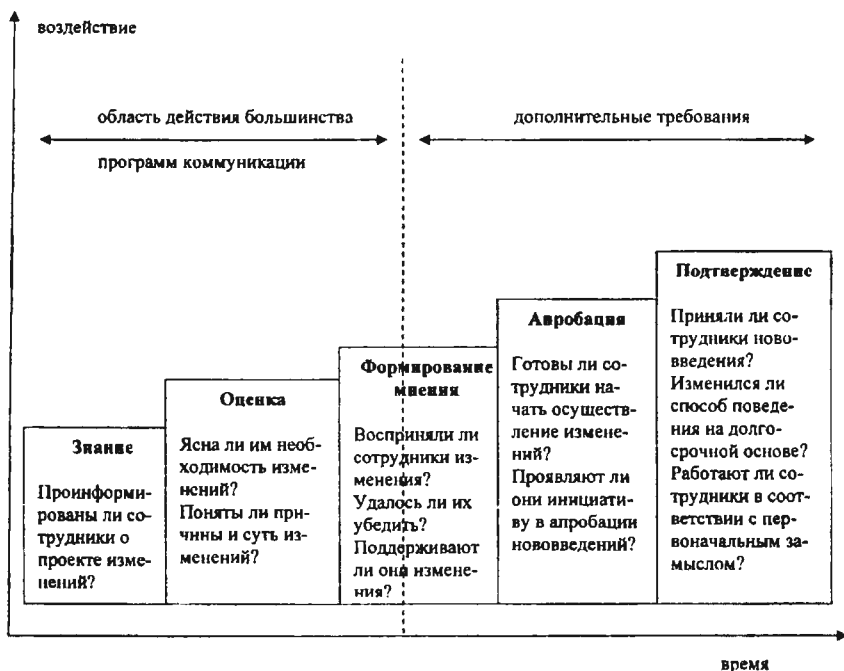 воздействие
область действия большинства
программ коммуникации
дополнительные требования
Знание
Проинформи-
рованы ли со-
трудники о
проекте изме-
нений?
Оценка
Ясна ли им необ-
ходимость изме-
нений?
Поняты ли при-
чины и суть из-
менений?
Формирование
мнения
Восприняли ли
сотрудники из-
менения?
Удалось ли их
убедить?
Поддерживают
ли они измене-
ния?
Апробация
Готовы ли со-
трудники на-
чать осуществ-
ление измене-
ний?
Проявляют ли
они инициати-
ву в апробации
нововведений?
Подтверждение
Приняли ли со-
трудники ново-
введения?
Изменился ли
способ поведе-
ния на долго-
срочной основе?
Работают ли со-
трудники в соот-
ветствии с пер-
воначальным за-
мыслом?
время